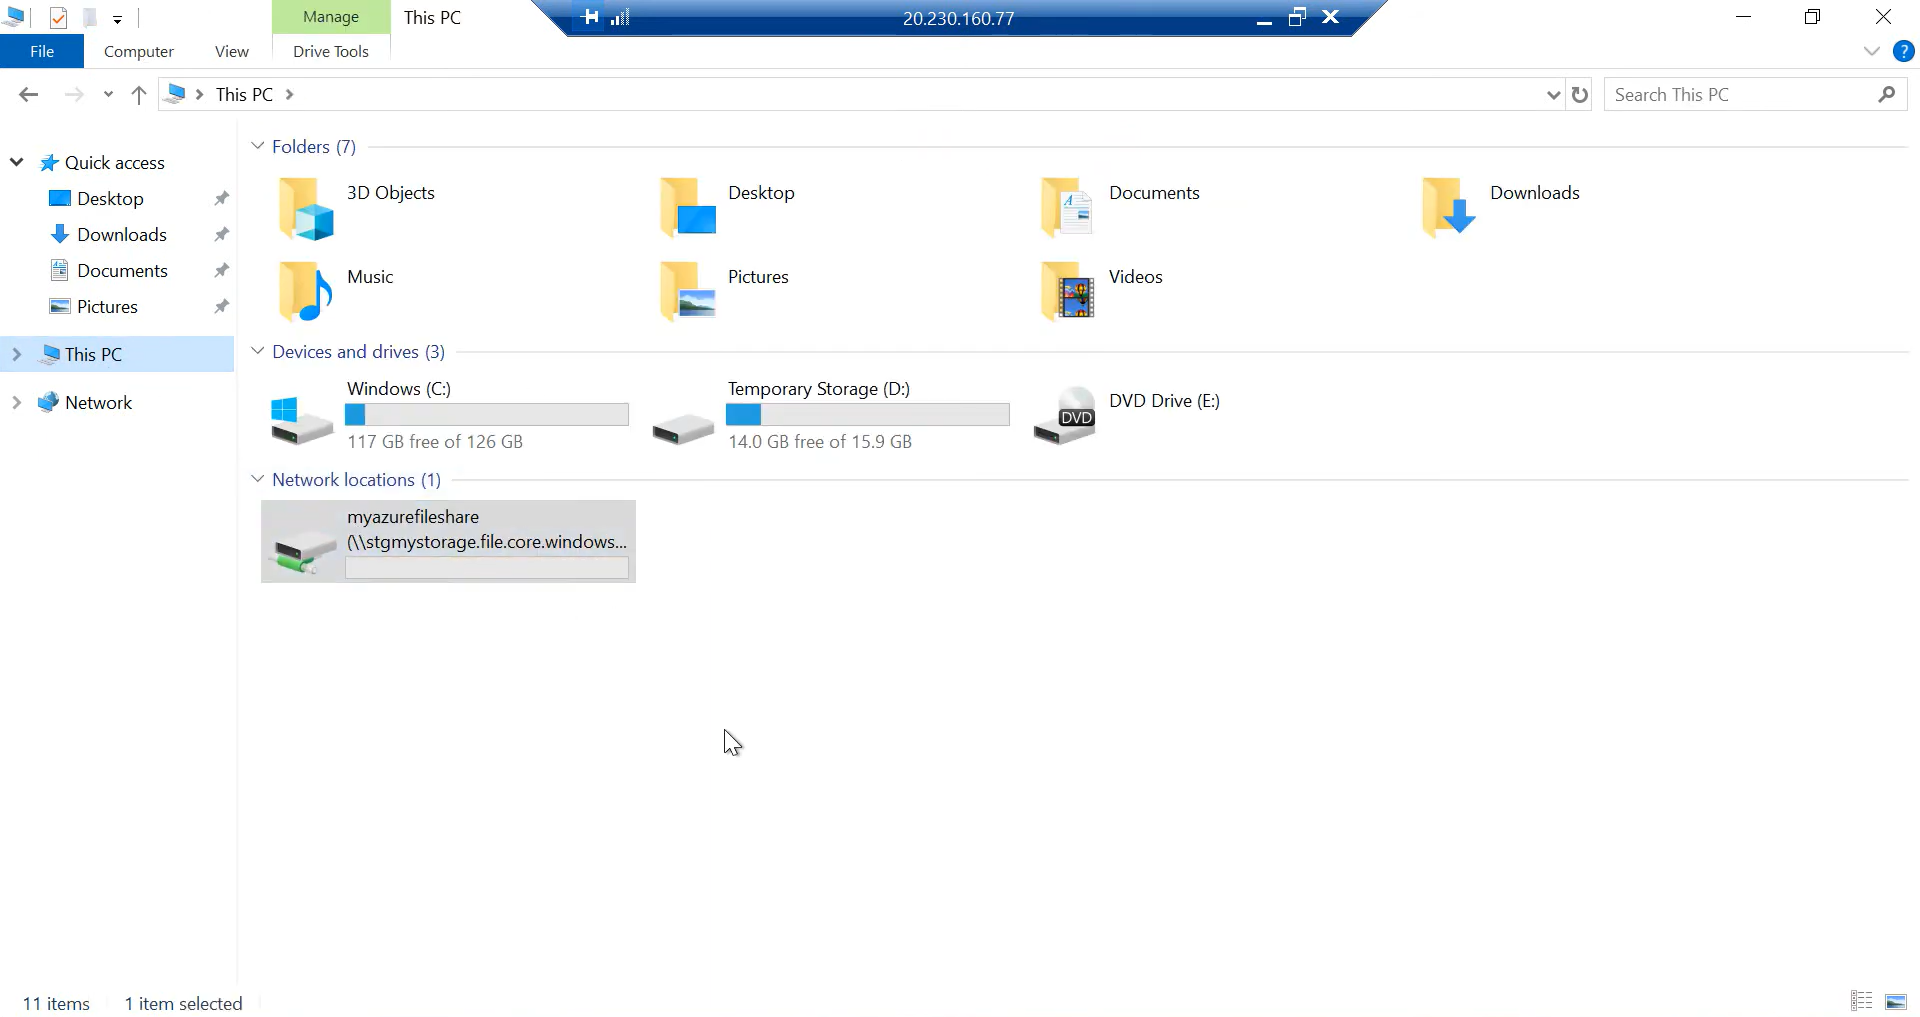 Manage
This PC
20.230.160.77
File
Computer
View
Drive Tools
?
This PC
Search This PC
Quick access
Desktop
Downloads
Documents
Pictures
This PC
Network
Folders (7)
3D Objects
Desktop
Documents
Downloads
Music
Pictures
Videos
Devices and drives (3)
Windows (C:)
117 GB free of 126 GB
Temporary Storage (D:)
14.0 GB free of 15.9 GB
DVD
DVD Drive (E:)
Network locations (1)
myazurefileshare
(\\stgmystorage.file.core.windows...
11 items
1 item selected